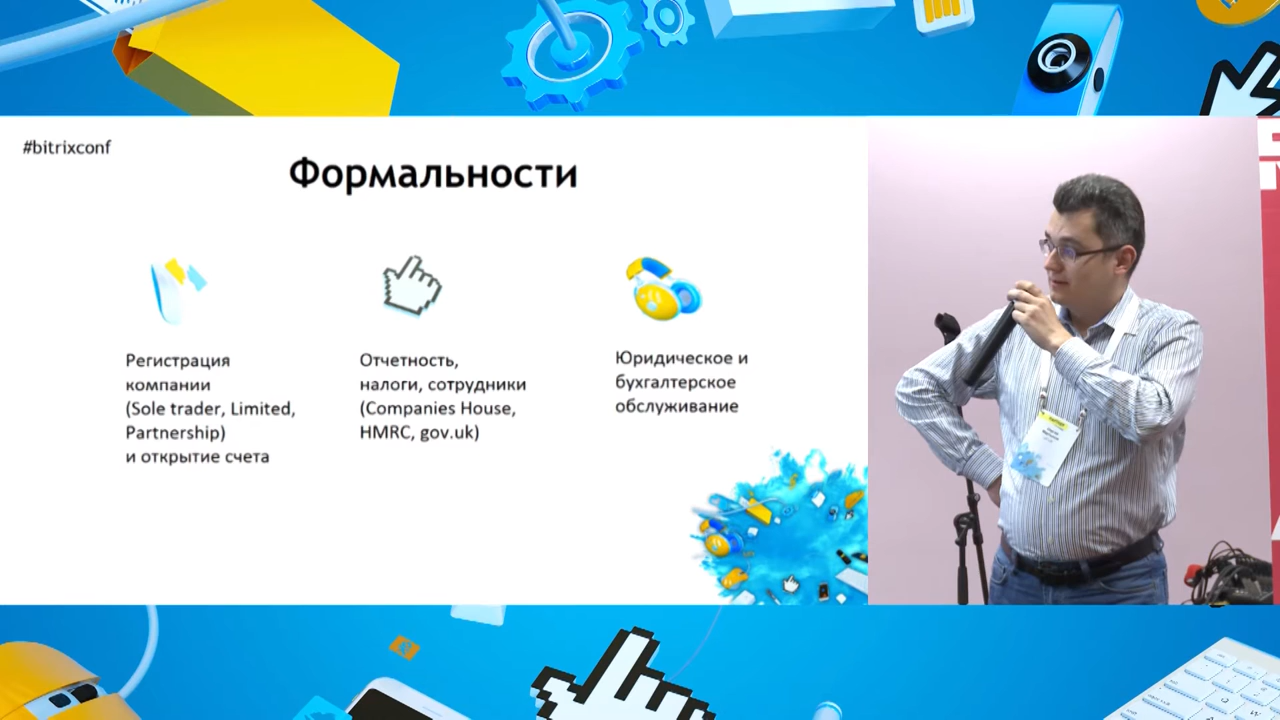 #bitrixconf
Формальности
Регистрация
компании
(Sole trader, Limited,
Partnership)
и открытие счета
Отчетность,
налоги, сотрудники
(Companies House,
HMRC, gov.uk)
Юридическое и
бухгалтерское
обслуживание